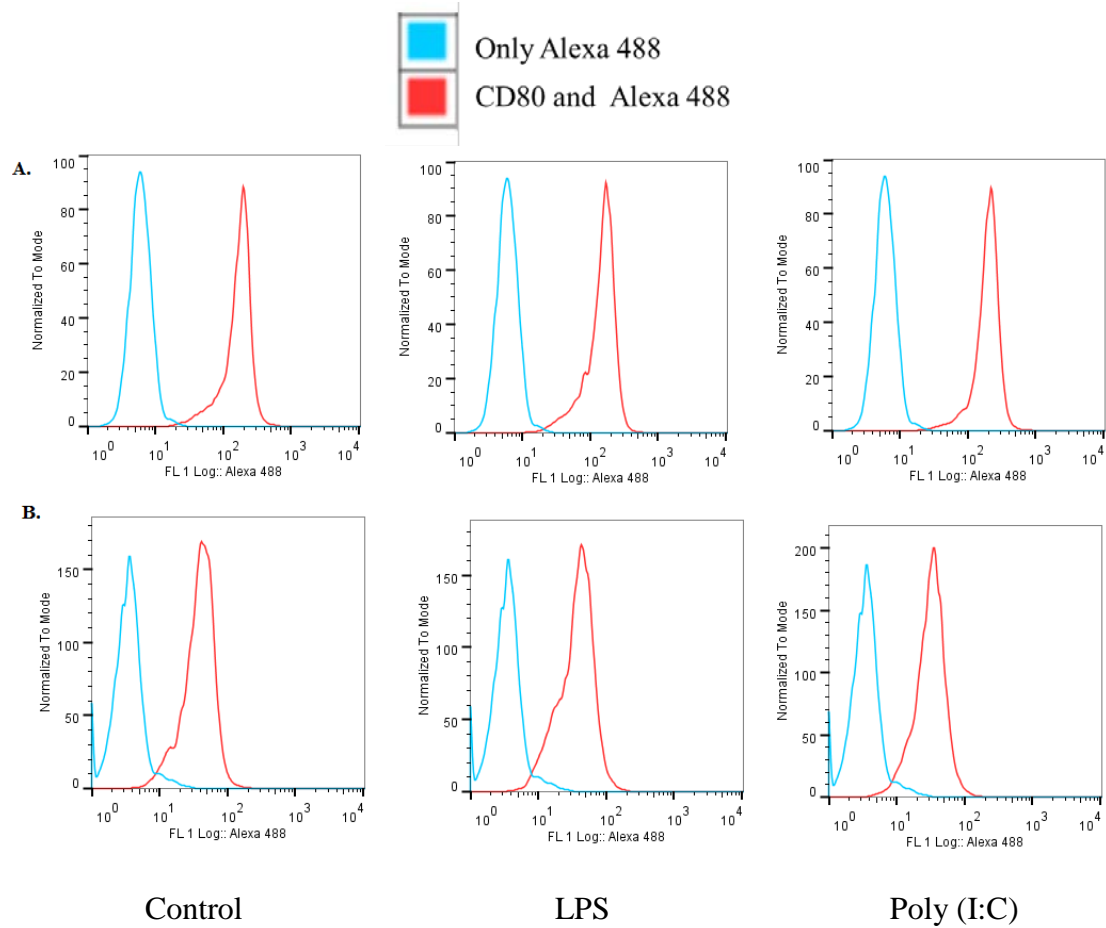 Only Alexa 488
CD80 and Alexa 488
A.
100
80
60
40
20
0
Normalized To Mode
10^0 10^1 10^2 10^3 10^4
FL 1 Log:: Alexa 488
100
80
60
40
20
0
Normalized To Mode
10^0 10^1 10^2 10^3 10^4
FL 1 Log:: Alexa 488
100
80
60
40
20
0
Normalized To Mode
10^0 10^1 10^2 10^3 10^4
FL 1 Log:: Alexa 488
B.
150
100
50
0
Normalized To Mode
10^0 10^1 10^2 10^3 10^4
FL 1 Log:: Alexa 488
150
100
50
0
Normalized To Mode
10^0 10^1 10^2 10^3 10^4
FL 1 Log:: Alexa 488
200
150
100
50
0
Normalized To Mode
10^0 10^1 10^2 10^3 10^4
FL 1 Log:: Alexa 488
Control LPS Poly (I:C)